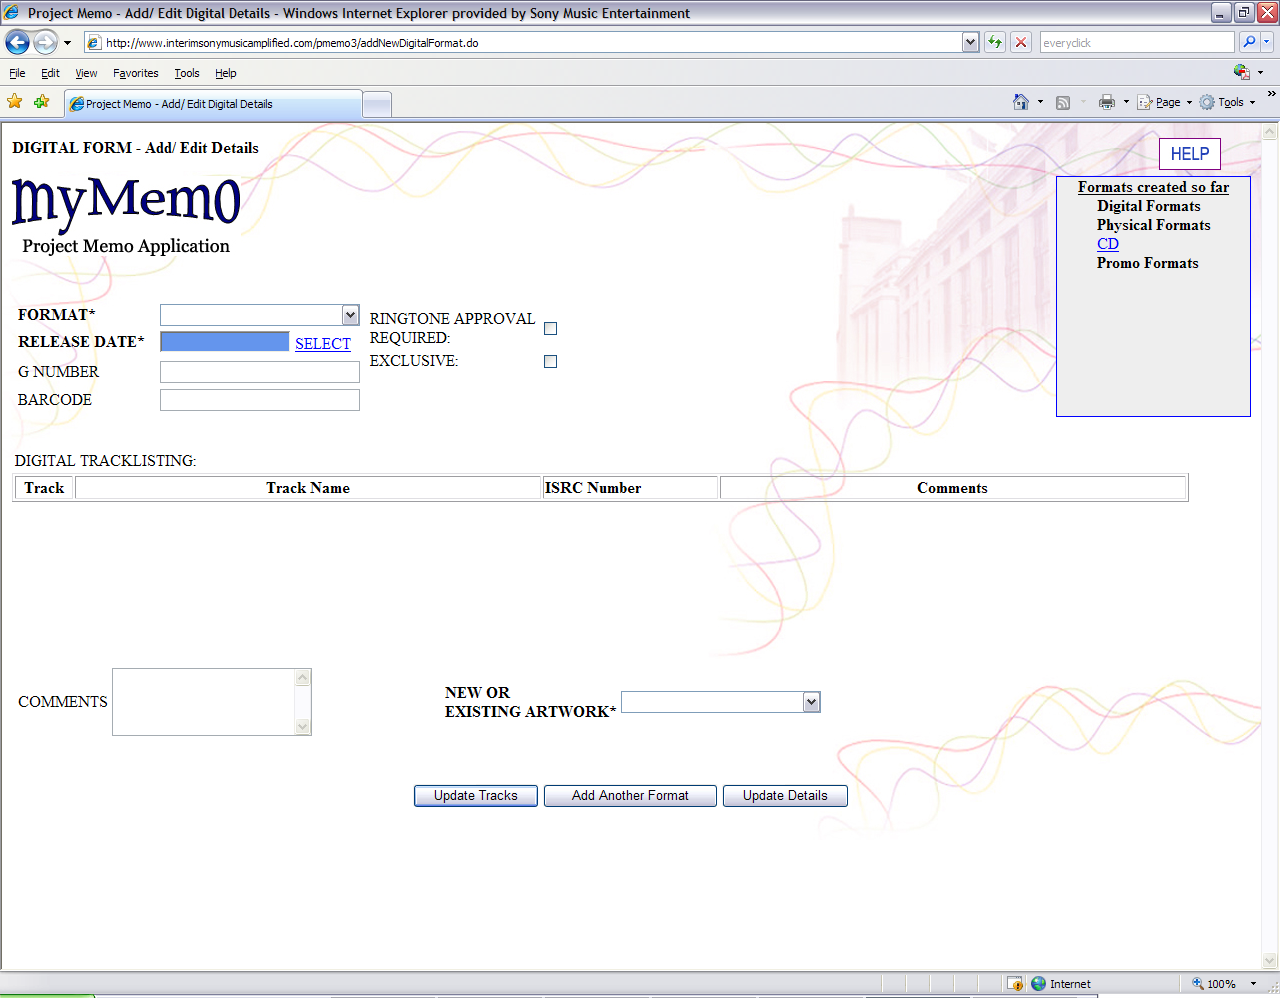 Project Memo - Add/ Edit Digital Details - Windows Internet Explorer provided by Sony Music Entertainment
http://www.interimsonymusicamplified.com/pmemo3/addNewDigitalFormat.do
everyclick
File Edit View Favorites Tools Help
Project Memo - Add/ Edit Digital Details
Page Tools »
DIGITAL FORM - Add/ Edit Details
HELP
myMemo
Project Memo Application
Formats created so far
Digital Formats
Physical Formats
CD
Promo Formats
FORMAT*
RELEASE DATE* SELECT
G NUMBER
BARCODE
RINGTONE APPROVAL
REQUIRED:
EXCLUSIVE:
DIGITAL TRACKLISTING:
Track Track Name ISRC Number Comments
COMMENTS
NEW OR
EXISTING ARTWORK*
Update Tracks Add Another Format Update Details
Internet 100%